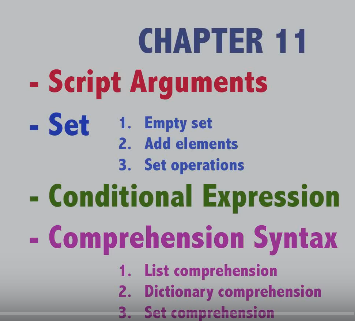 CHAPTER 11
- Script Arguments
- Set
1. Empty set
2. Add elements
3. Set operations
- Conditional Expression
- Comprehension Syntax
1. List comprehension
2. Dictionary comprehension
3. Set comprehension